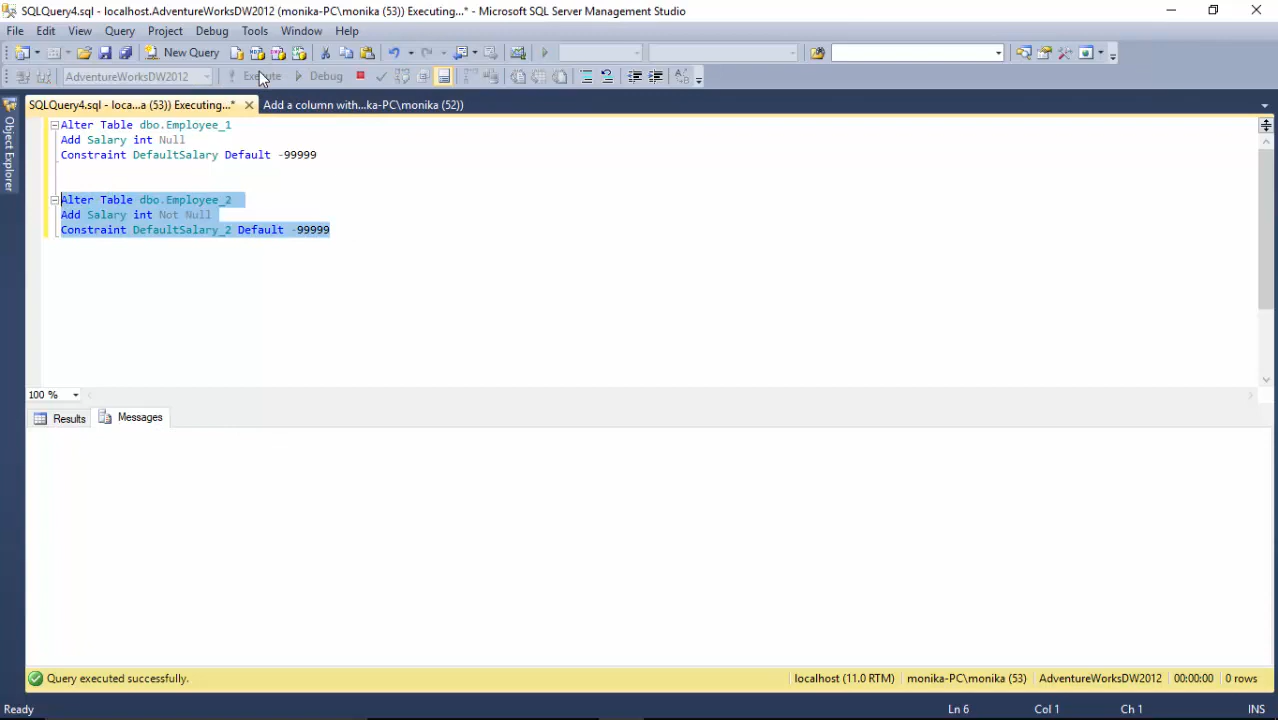 SQLQuery4.sql - localhost.AdventureWorksDW2012 (monika-PC\monika (53)) Executing...* - Microsoft SQL Server Management Studio
File Edit View Query Project Debug Tools Window Help
New Query
AdventureWorksDW2012 Execute Debug
SQLQuery4.sql - loca...a (53)) Executing...* Add a column with...ka-PC\monika (52))
Object Explorer
Alter Table dbo.Employee_1
Add Salary int Null
Constraint DefaultSalary Default -99999
Alter Table dbo.Employee_2
Add Salary int Not Null
Constraint DefaultSalary_2 Default -99999
100 %
Results Messages
Query executed successfully. localhost (11.0 RTM) monika-PC\monika (53) AdventureWorksDW2012 00:00:00 0 rows
Ready Ln 6 Col 1 Ch 1 INS